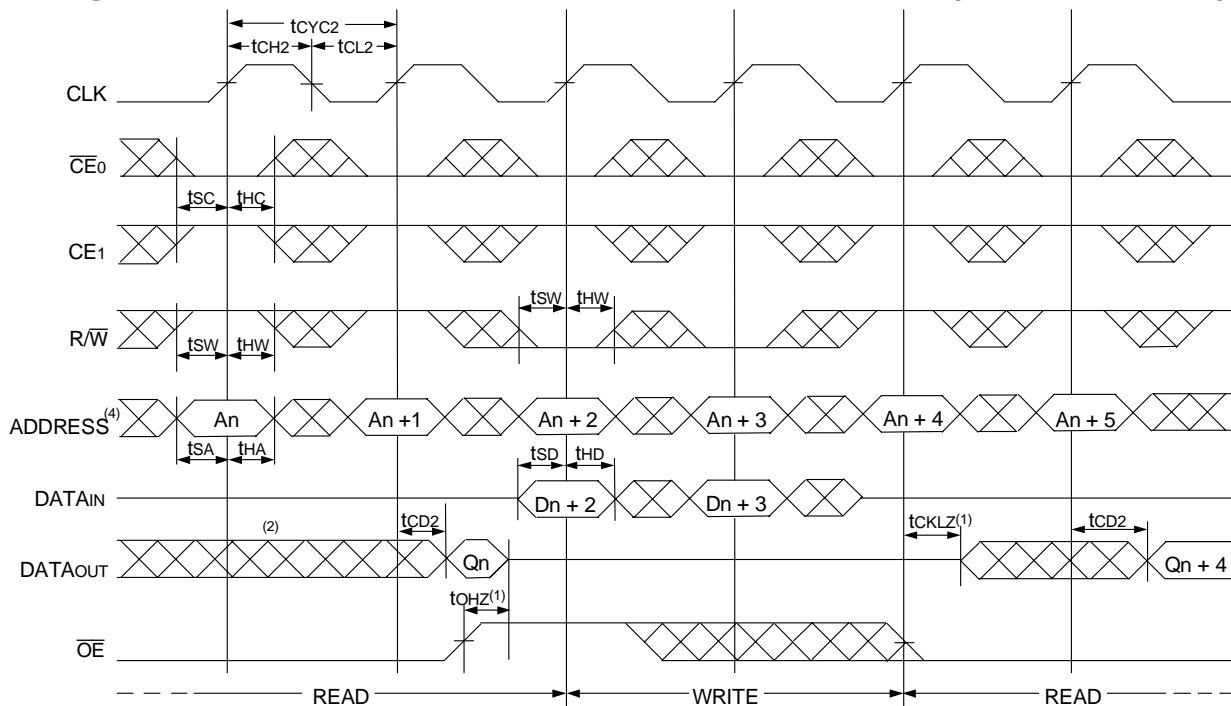 tCYC2
tCH2 tCL2
CLK
CE0
tSC tHC
CE1
tSW tHW
R/W
tSW tHW
ADDRESS(4) An An +1 An + 2 An + 3 An + 4 An + 5
tSA tHA tSD tHD
DATAIN Dn + 2 Dn + 3
(2) tCD2 tCKLZ(1) tCD2
DATAOUT Qn Qn + 4
tOHZ(1)
OE
READ WRITE READ